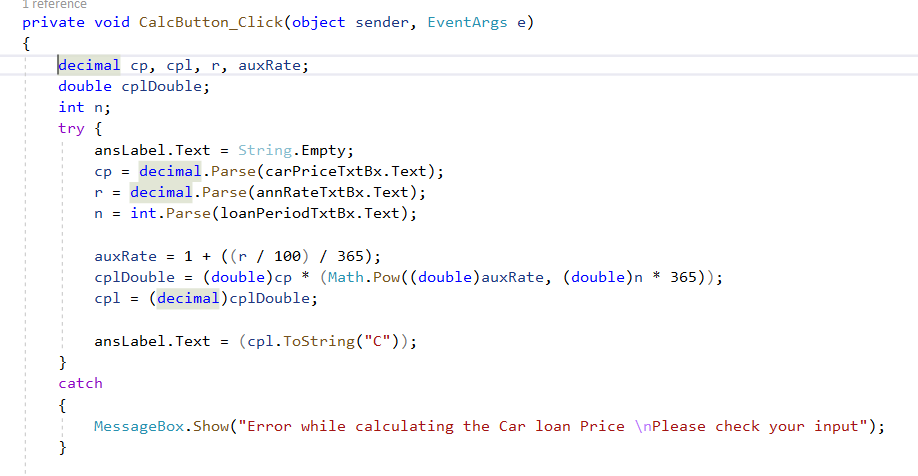 1 reference
private void CalcButton_Click(object sender, EventArgs e)
{
decimal cp, cpl, r, auxRate;
double cplDouble;
int n;
try {
ansLabel.Text = String.Empty;
cp = decimal.Parse(carPriceTxtBx.Text);
r = decimal.Parse(annRateTxtBx.Text);
n = int.Parse(loanPeriodTxtBx.Text);
auxRate = 1 + ((r / 100) / 365);
cplDouble = (double)cp * (Math.Pow((double)auxRate, (double)n * 365));
cpl = (decimal)cplDouble;
ansLabel.Text = (cpl.ToString("C"));
}
catch
{
MessageBox.Show("Error while calculating the Car loan Price \nPlease check your input");
}